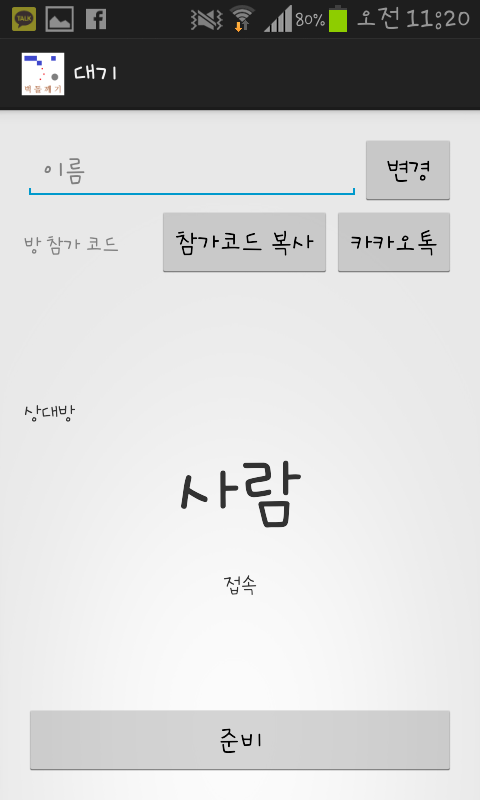 TALK 80% 오전 11:20
벽돌깨기 대기
이름 변경
방 참가 코드 참가코드 복사 카카오톡
상대방
사람
접속
준비